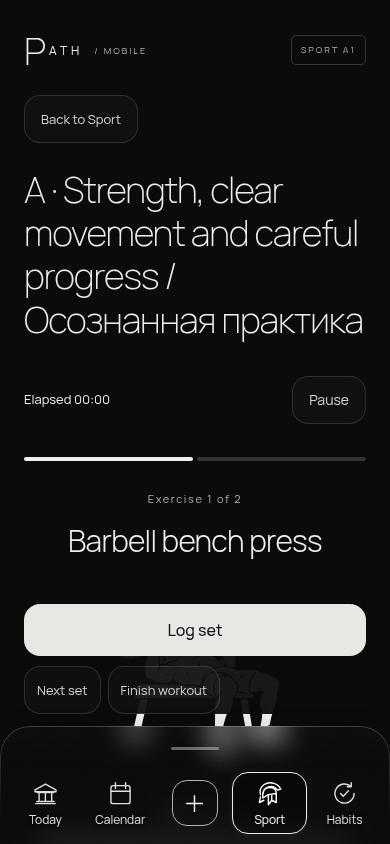 PATH / MOBILE
SPORT A1
Back to Sport
A · Strength, clear
movement and careful
progress /
Осознанная практика
Elapsed 00:00
Pause
Exercise 1 of 2
Barbell bench press
Log set
Next set
Finish workout
Today
Calendar
Sport
Habits